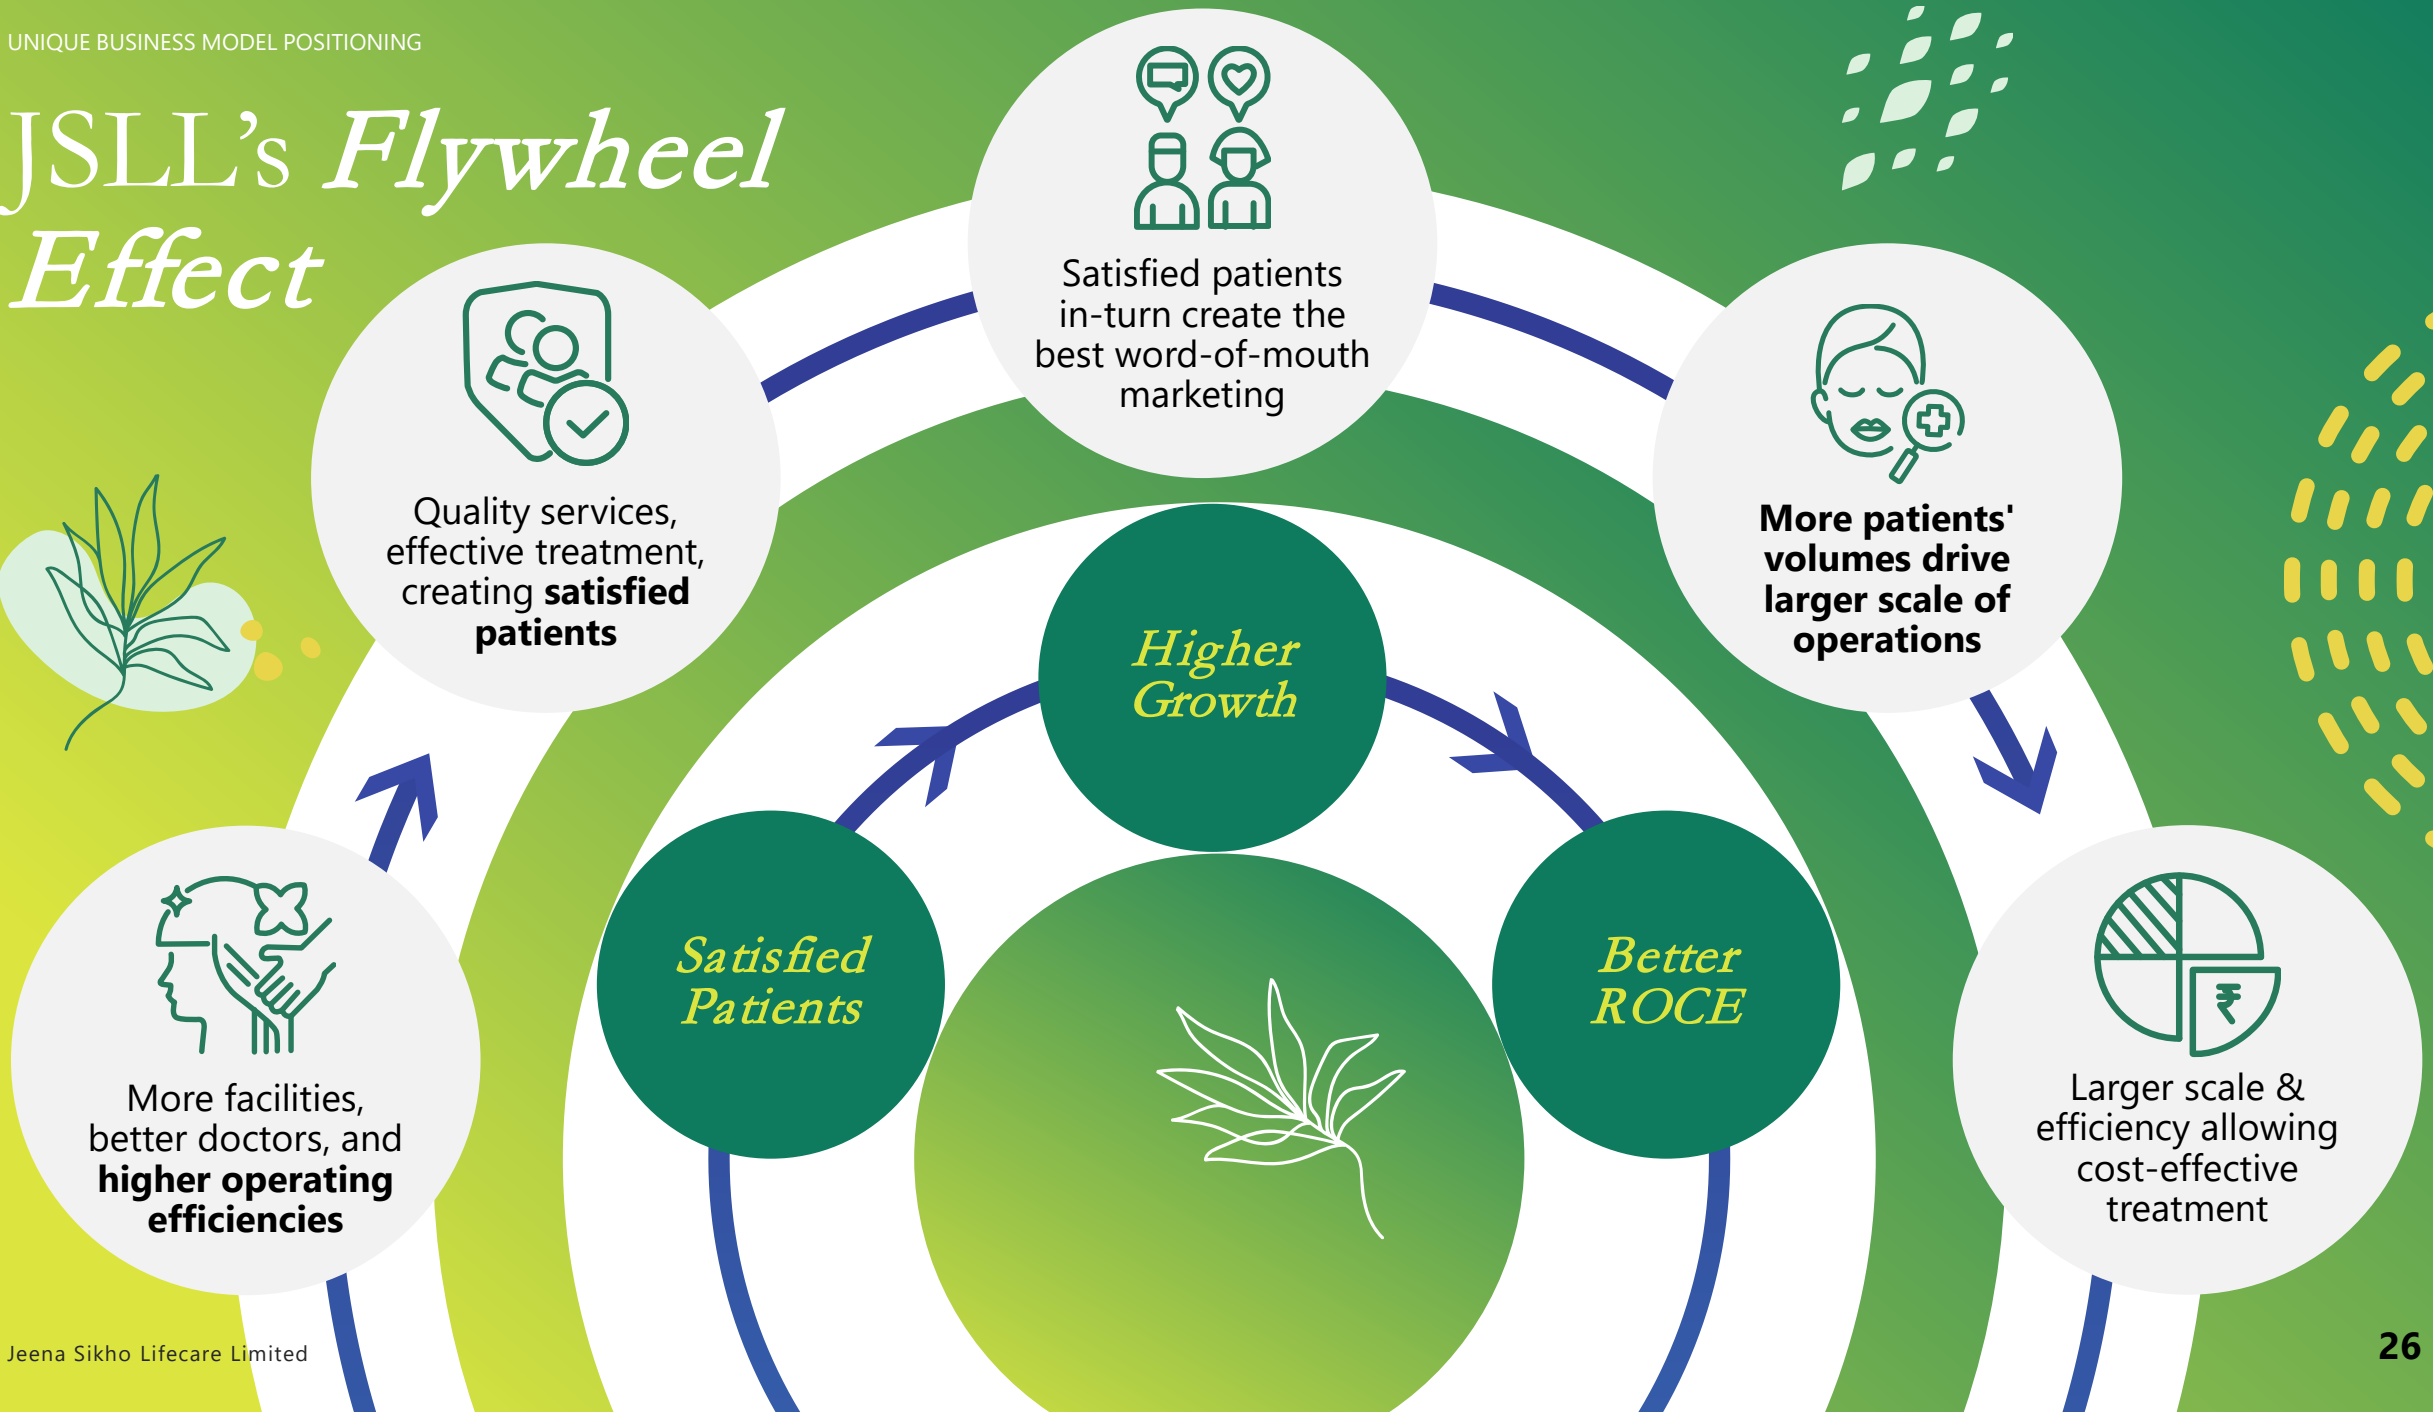 UNIQUE BUSINESS MODEL POSITIONING
JSLL’s Flywheel
Effect
More facilities,
better doctors, and
higher operating
efficiencies
Quality services,
effective treatment,
creating satisfied
patients
Satisfied patients
in-turn create the
best word-of-mouth
marketing
More patients'
volumes drive
larger scale of
operations
Larger scale &
efficiency allowing
cost-effective
treatment
Satisfied
Patients
Higher
Growth
Better
ROCE
₹
Jeena Sikho Lifecare Limited
26